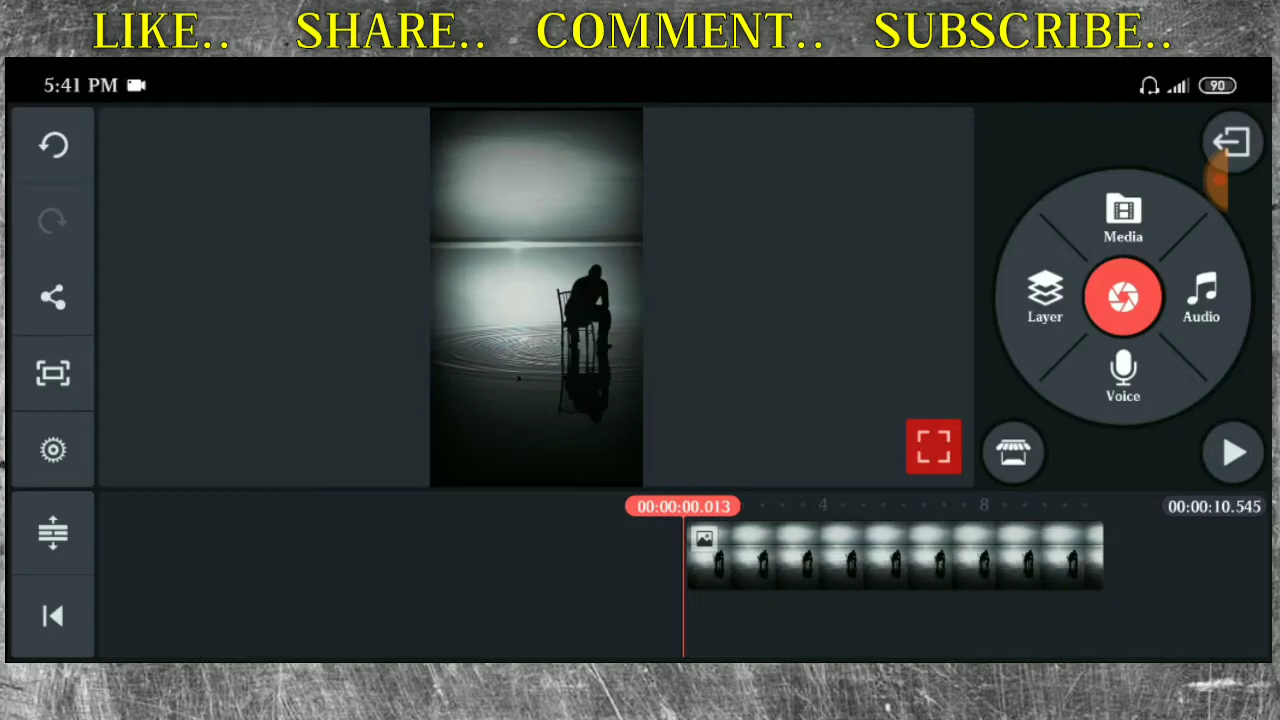 LIKE.. SHARE.. COMMENT.. SUBSCRIBE..
5:41 PM
90
Media
Layer
Audio
Voice
00:00:00.013
4
8
00:00:10.545